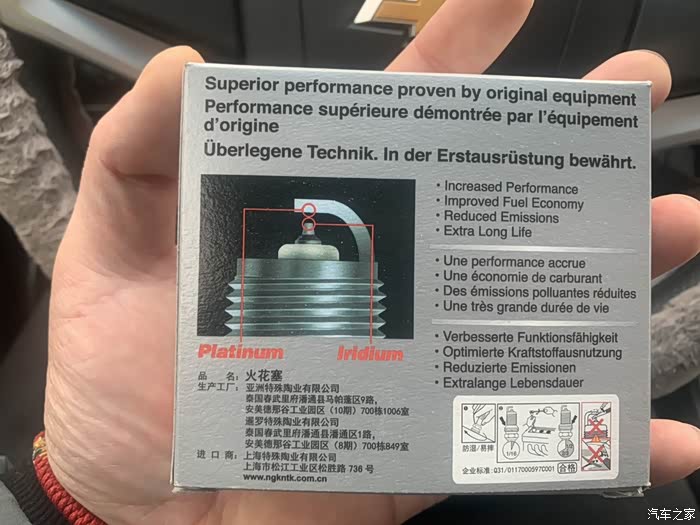 Superior performance proven by original equipment
Performance supérieure démontrée par l'équipement
d'origine
Überlegene Technik. In der Erstausrüstung bewährt.
• Increased Performance
• Improved Fuel Economy
• Reduced Emissions
• Extra Long Life
• Une performance accrue
• Une économie de carburant
• Des émissions polluantes réduites
• Une très grande durée de vie
• Verbesserte Funktionsfähigkeit
• Optimierte Kraftstoffausnutzung
• Reduzierte Emissionen
• Extralange Lebensdauer
Platinum
Iridium
品 名：火花塞
生产工厂：亚洲特殊陶业有限公司
泰国春武里府潘通县马帕蓬区9路，
安美德那谷工业园区（10期）700栋1006室
暹罗特殊陶业有限公司
泰国春武里府潘通县潘通区1路，
安美德那谷工业园区（8期）700栋849室
进 口 商：上海特殊陶业有限公司
上海市松江工业区松胜路 736 号
www.ngkntk.com.cn
防湿/易摔
1/16
企业标准：Q31/0117000597C001
合格
汽车之家